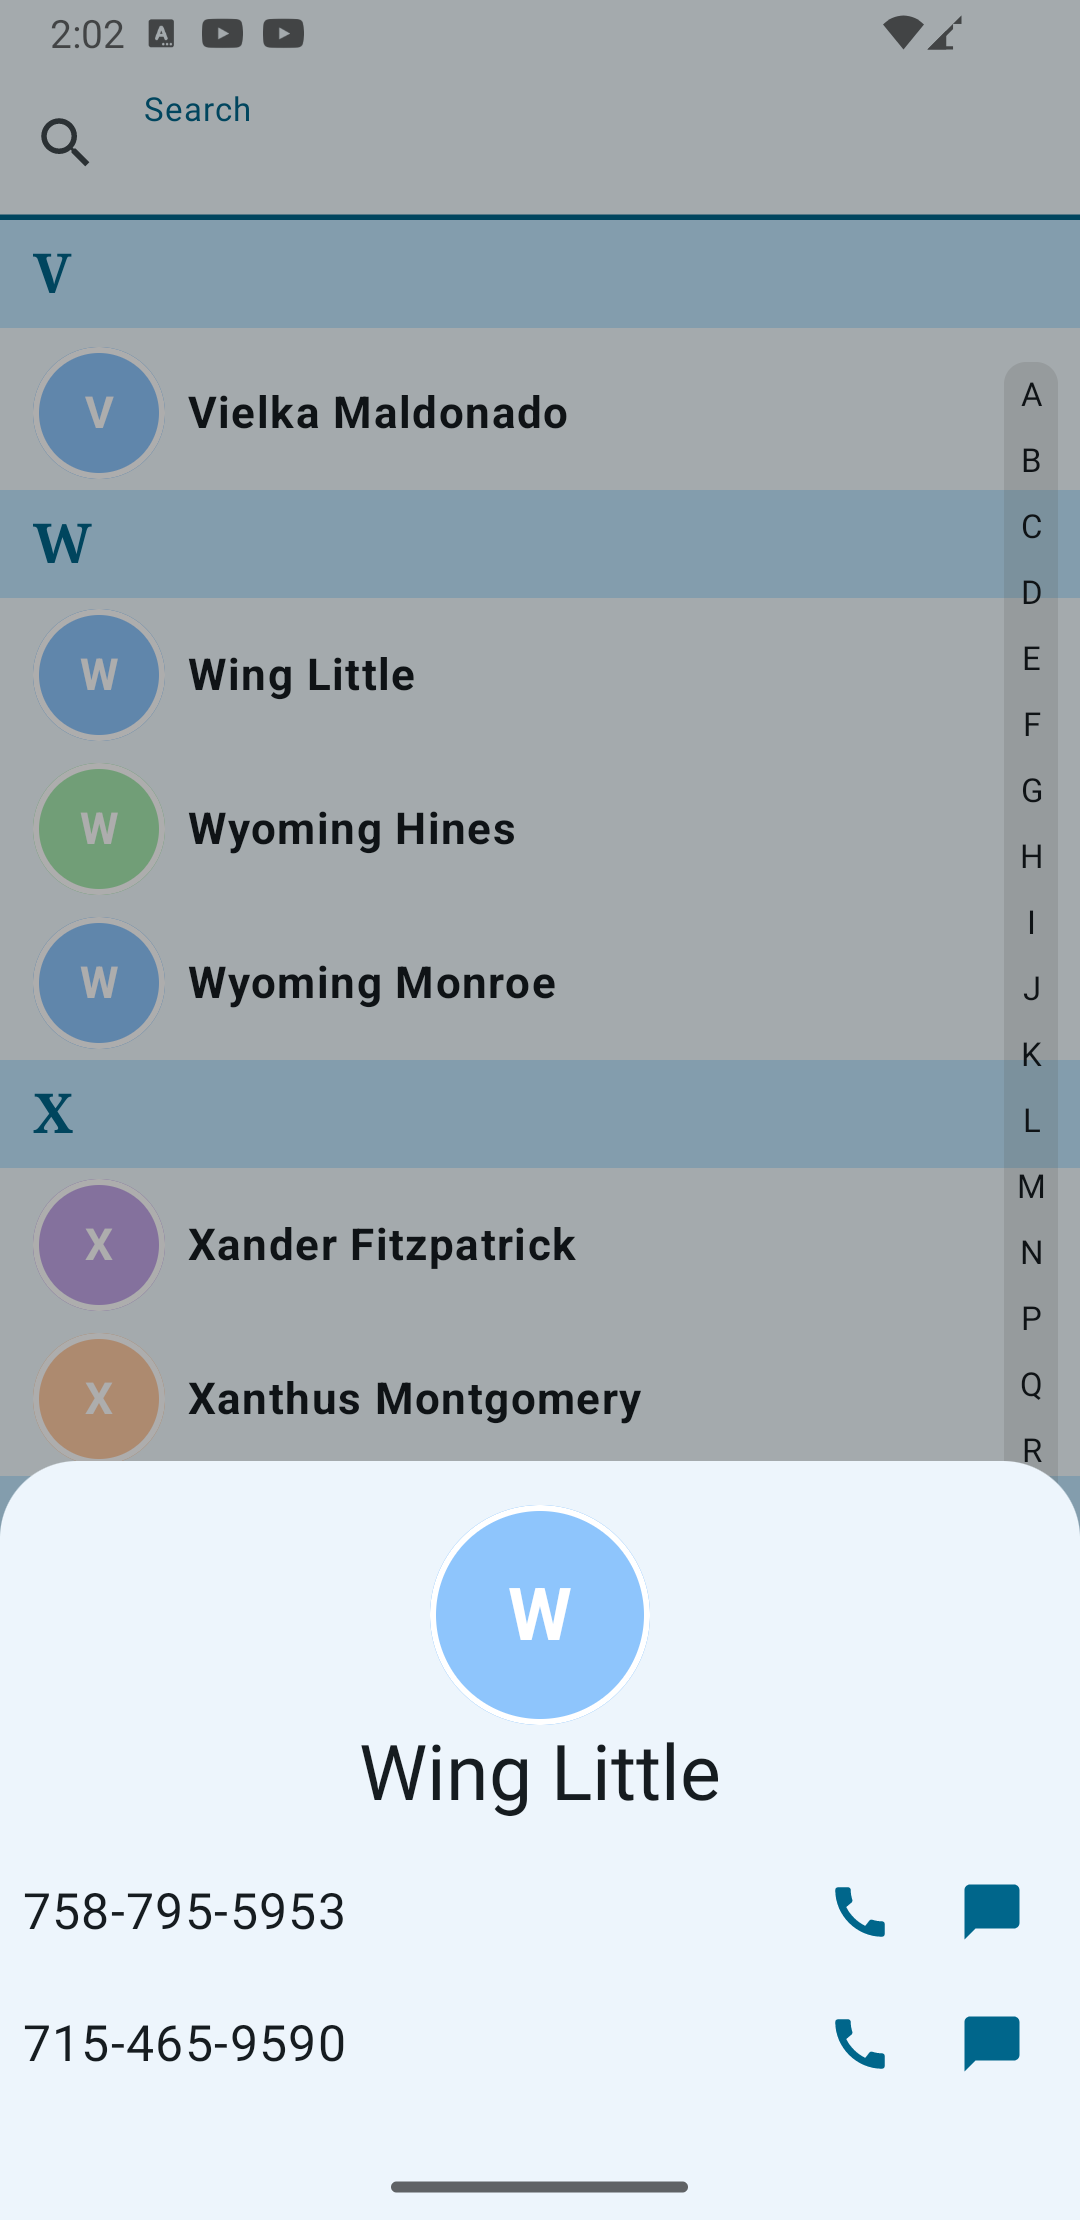 2:02
Search
V
V Vielka Maldonado
W
W Wing Little
W Wyoming Hines
W Wyoming Monroe
X
X Xander Fitzpatrick
X Xanthus Montgomery
A
B
C
D
E
F
G
H
I
J
K
L
M
N
P
Q
R
W
Wing Little
758-795-5953
715-465-9590